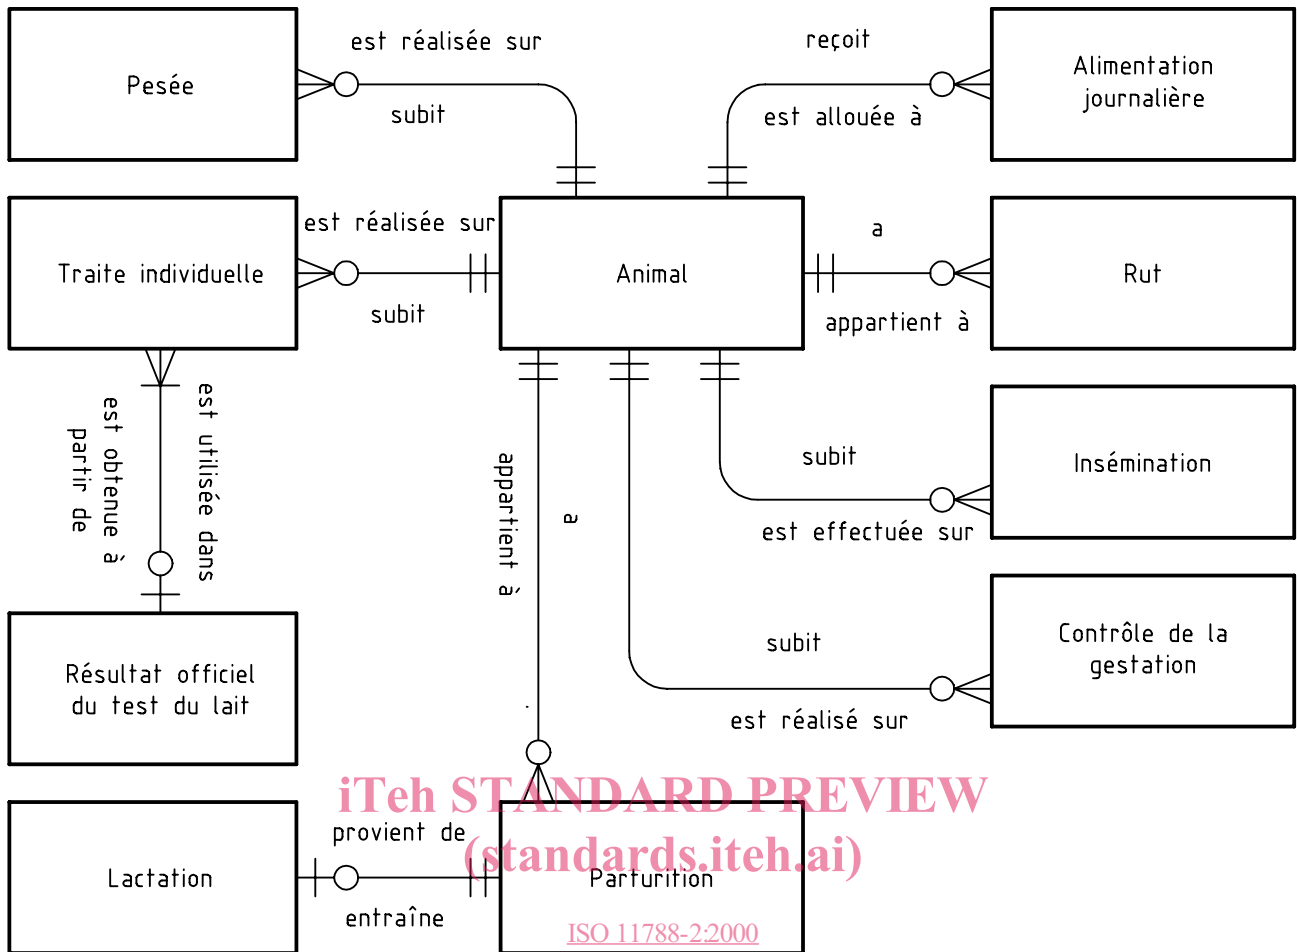 est réalisée sur
reçoit
Pesée
Alimentation
journalière
subit
est allouée à
est réalisée sur
a
Traite individuelle
Animal
Rut
subit
appartient à
est utilisée dans
est obtenue à
partir de
appartient à
a
subit
Insémination
est effectuée sur
Contrôle de la
gestation
subit
est réalisé sur
Résultat officiel
du test du lait
iTeh STANDARD PREVIEW
provient de
(standards.iteh.ai)
Lactation
Parturition
entraîne
ISO 11788-2:2000